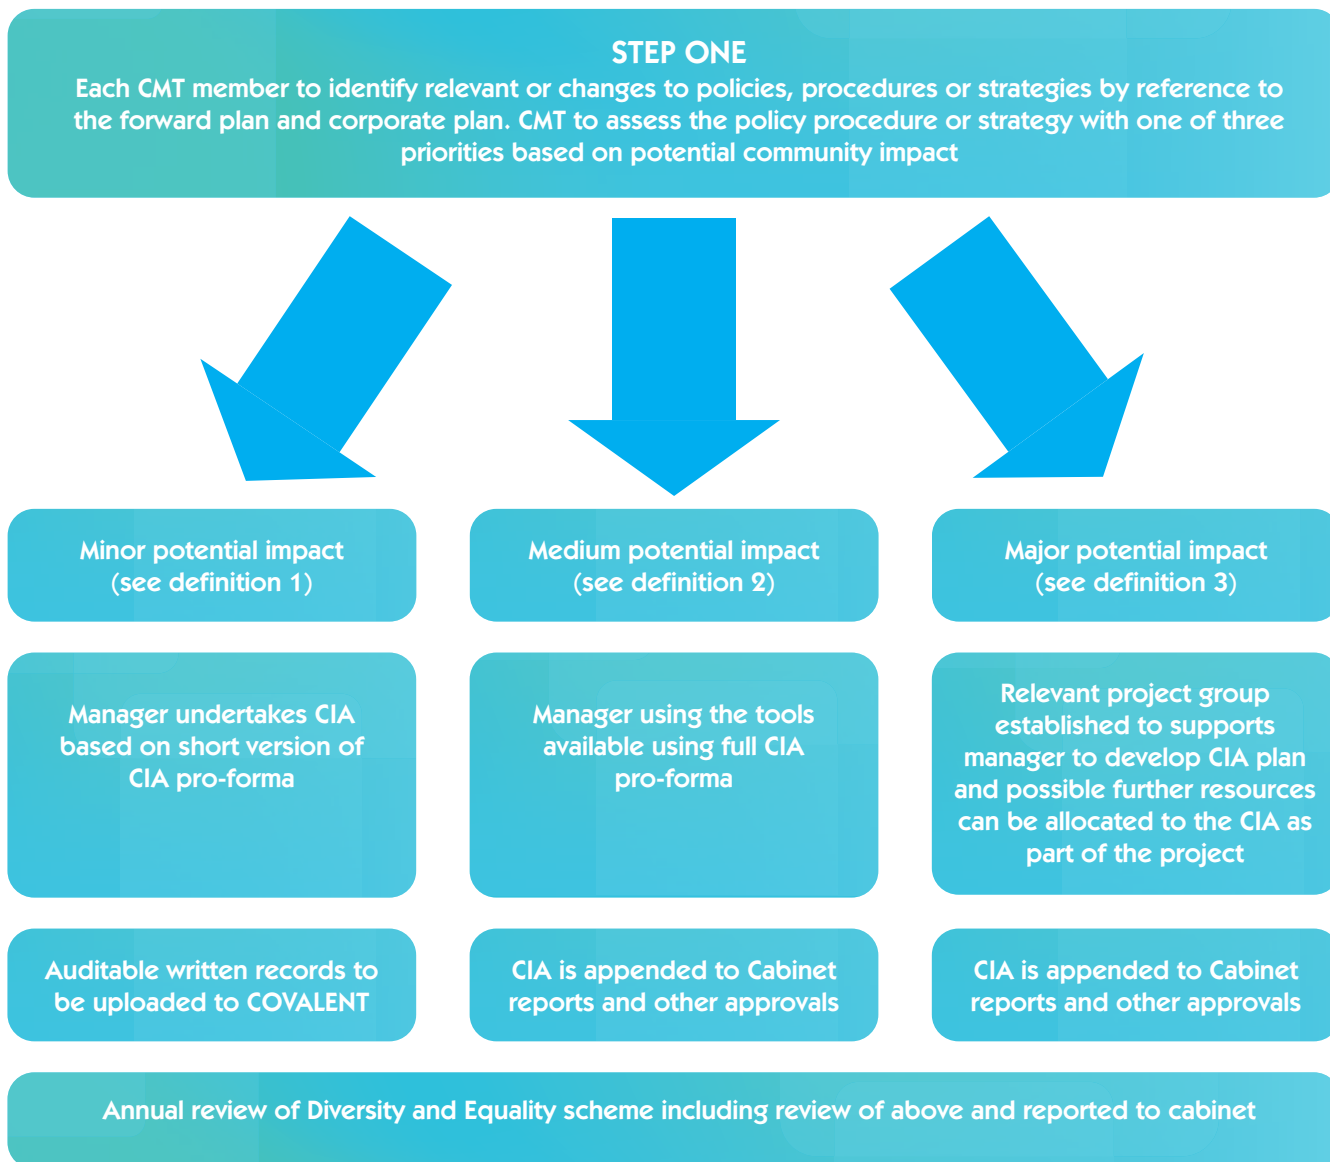 STEP ONE
Each CMT member to identify relevant or changes to policies, procedures or strategies by reference to
the forward plan and corporate plan. CMT to assess the policy procedure or strategy with one of three
priorities based on potential community impact
Minor potential impact
(see definition 1)
Medium potential impact
(see definition 2)
Major potential impact
(see definition 3)
Manager undertakes CIA
based on short version of
CIA pro-forma
Manager using the tools
available using full CIA
pro-forma
Relevant project group
established to supports
manager to develop CIA plan
and possible further resources
can be allocated to the CIA as
part of the project
Auditable written records to
be uploaded to COVALENT
CIA is appended to Cabinet
reports and other approvals
CIA is appended to Cabinet
reports and other approvals
Annual review of Diversity and Equality scheme including review of above and reported to cabinet